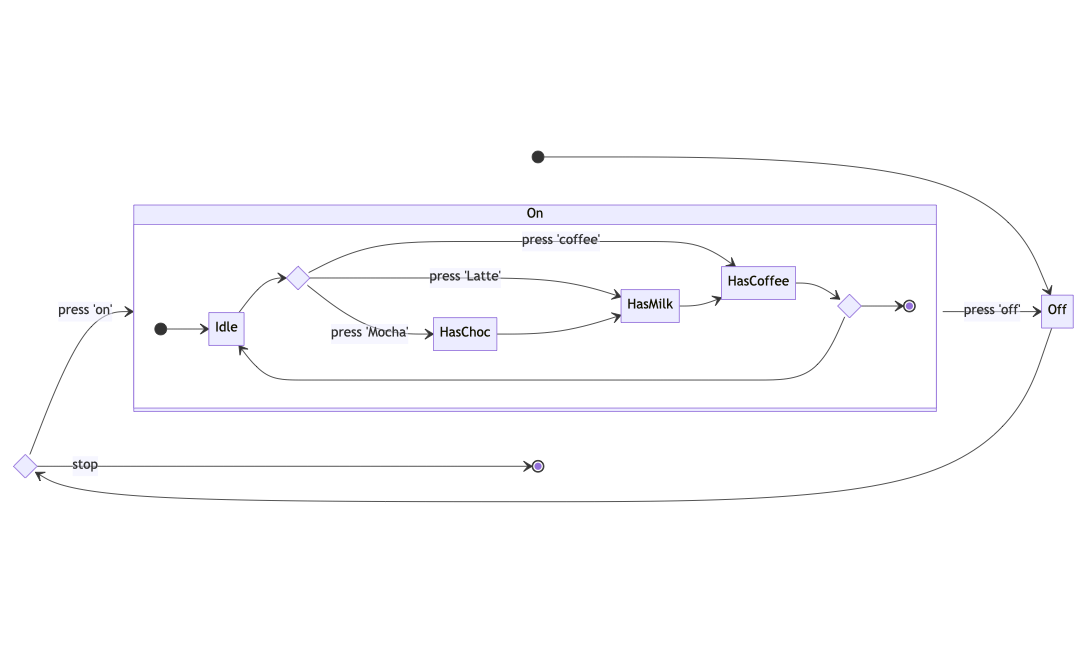 On
press 'coffee'
press 'Latte'
HasCoffee
HasMilk
press 'on'
press 'off'
Off
Idle
press 'Mocha'
HasChoc
stop